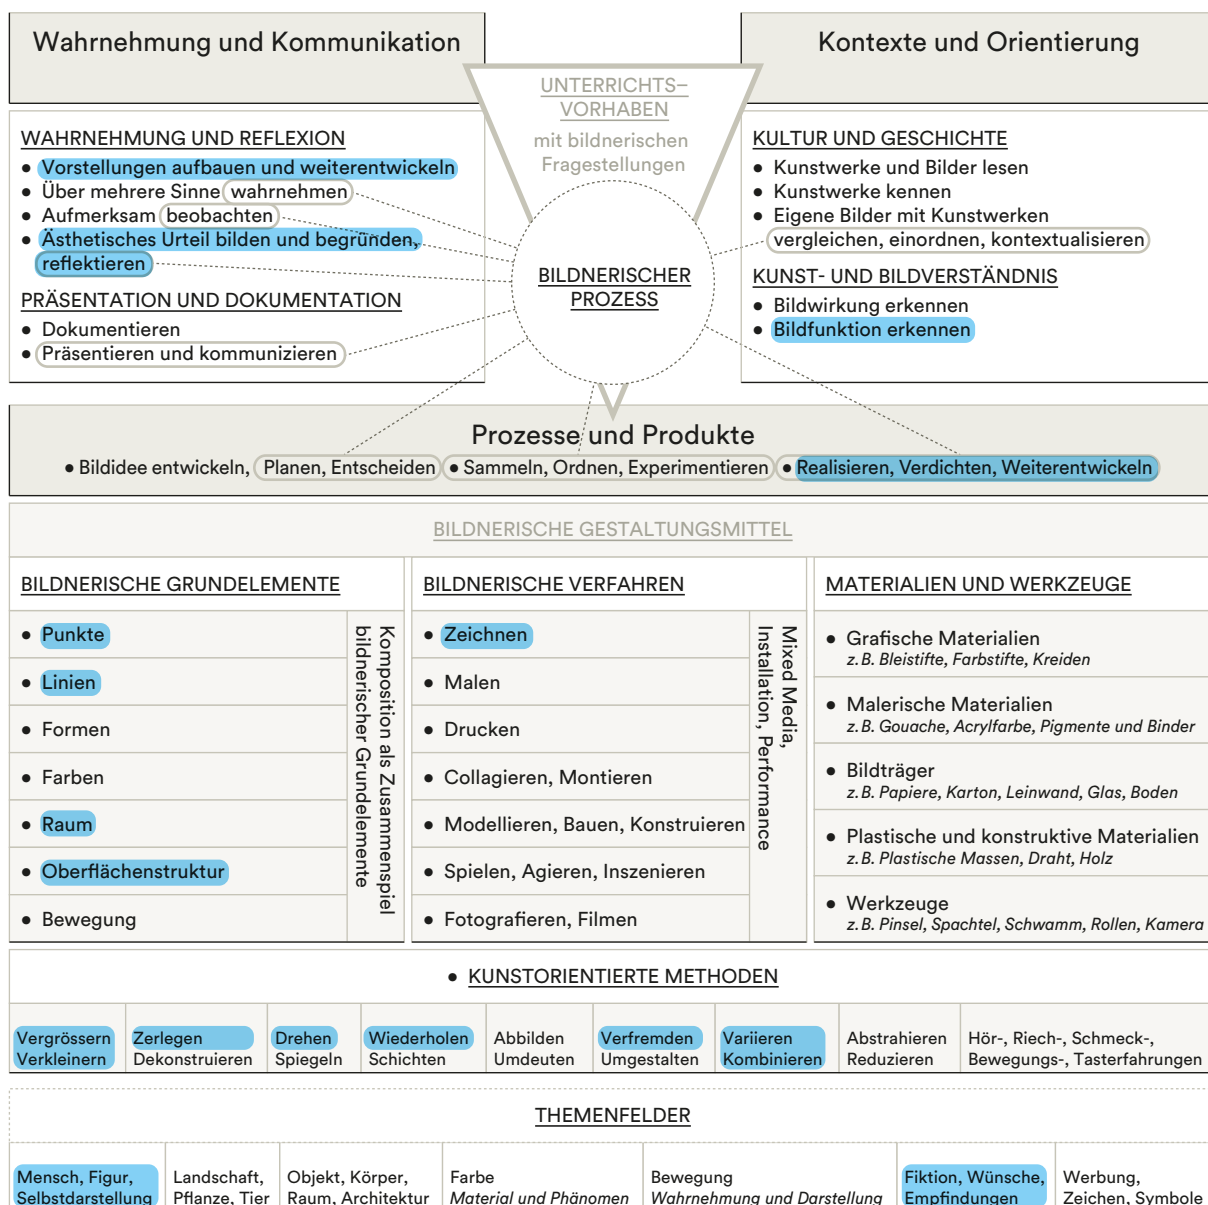 Wahrnehmung und Kommunikation
Kontexte und Orientierung
UNTERRICHTS–
VORHABEN
mit bildnerischen
Fragestellungen
WAHRNEHMUNG UND REFLEXION
• Vorstellungen aufbauen und weiterentwickeln
• Über mehrere Sinne wahrnehmen
• Aufmerksam beobachten
• Ästhetisches Urteil bilden und begründen,
reflektieren
PRÄSENTATION UND DOKUMENTATION
• Dokumentieren
• Präsentieren und kommunizieren
BILDNERISCHER
PROZESS
KULTUR UND GESCHICHTE
• Kunstwerke und Bilder lesen
• Kunstwerke kennen
• Eigene Bilder mit Kunstwerken
vergleichen, einordnen, kontextualisieren
KUNST- UND BILDVERSTÄNDNIS
• Bildwirkung erkennen
• Bildfunktion erkennen
Prozesse und Produkte
• Bildidee entwickeln, Planen, Entscheiden • Sammeln, Ordnen, Experimentieren • Realisieren, Verdichten, Weiterentwickeln
BILDNERISCHE GESTALTUNGSMITTEL
BILDNERISCHE GRUNDELEMENTE
• Punkte
• Linien
• Formen
• Farben
• Raum
• Oberflächenstruktur
• Bewegung
Komposition als Zusammenspiel
bildnerischer Grundelemente
BILDNERISCHE VERFAHREN
• Zeichnen
• Malen
• Drucken
• Collagieren, Montieren
• Modellieren, Bauen, Konstruieren
• Spielen, Agieren, Inszenieren
• Fotografieren, Filmen
Mixed Media,
Installation, Performance
MATERIALIEN UND WERKZEUGE
• Grafische Materialien
z. B. Bleistifte, Farbstifte, Kreiden
• Malerische Materialien
z. B. Gouache, Acrylfarbe, Pigmente und Binder
• Bildträger
z. B. Papiere, Karton, Leinwand, Glas, Boden
• Plastische und konstruktive Materialien
z. B. Plastische Massen, Draht, Holz
• Werkzeuge
z. B. Pinsel, Spachtel, Schwamm, Rollen, Kamera
• KUNSTORIENTIERTE METHODEN
Vergrössern
Verkleinern
Zerlegen
Dekonstruieren
Drehen
Spiegeln
Wiederholen
Schichten
Abbilden
Umdeuten
Verfremden
Umgestalten
Variieren
Kombinieren
Abstrahieren
Reduzieren
Hör-, Riech-, Schmeck-,
Bewegungs-, Tasterfahrungen
THEMENFELDER
Mensch, Figur,
Selbstdarstellung
Landschaft,
Pflanze, Tier
Objekt, Körper,
Raum, Architektur
Farbe
Material und Phänomen
Bewegung
Wahrnehmung und Darstellung
Fiktion, Wünsche,
Empfindungen
Werbung,
Zeichen, Symbole